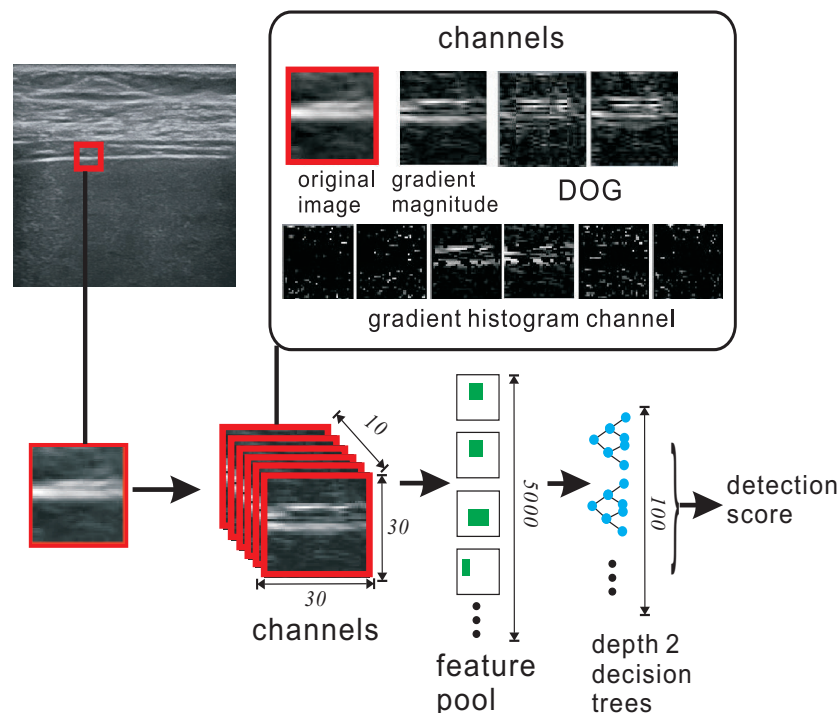 channels
original
image
gradient
magnitude
DOG
gradient histogram channel
10
30
30
channels
5000
feature
pool
100
depth 2
decision
trees
detection
score